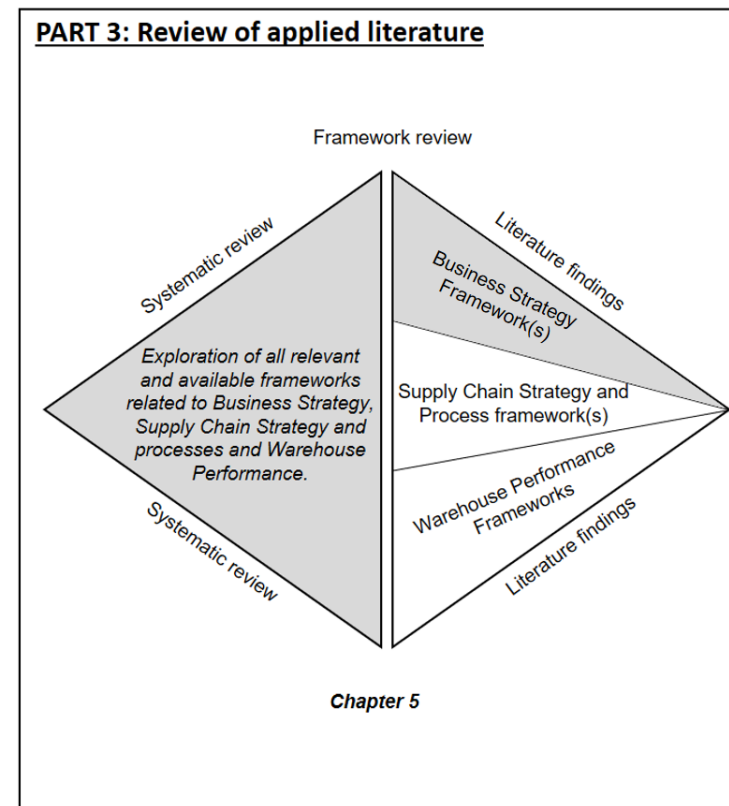 PART 3: Review of applied literature
Framework review
Systematic review
Literature findings
Business Strategy
Framework(s)
Exploration of all relevant
and available frameworks
related to Business Strategy,
Supply Chain Strategy and
processes and Warehouse
Performance.
Supply Chain Strategy and
Process framework(s)
Warehouse Performance
Frameworks
Systematic review
Literature findings
Chapter 5